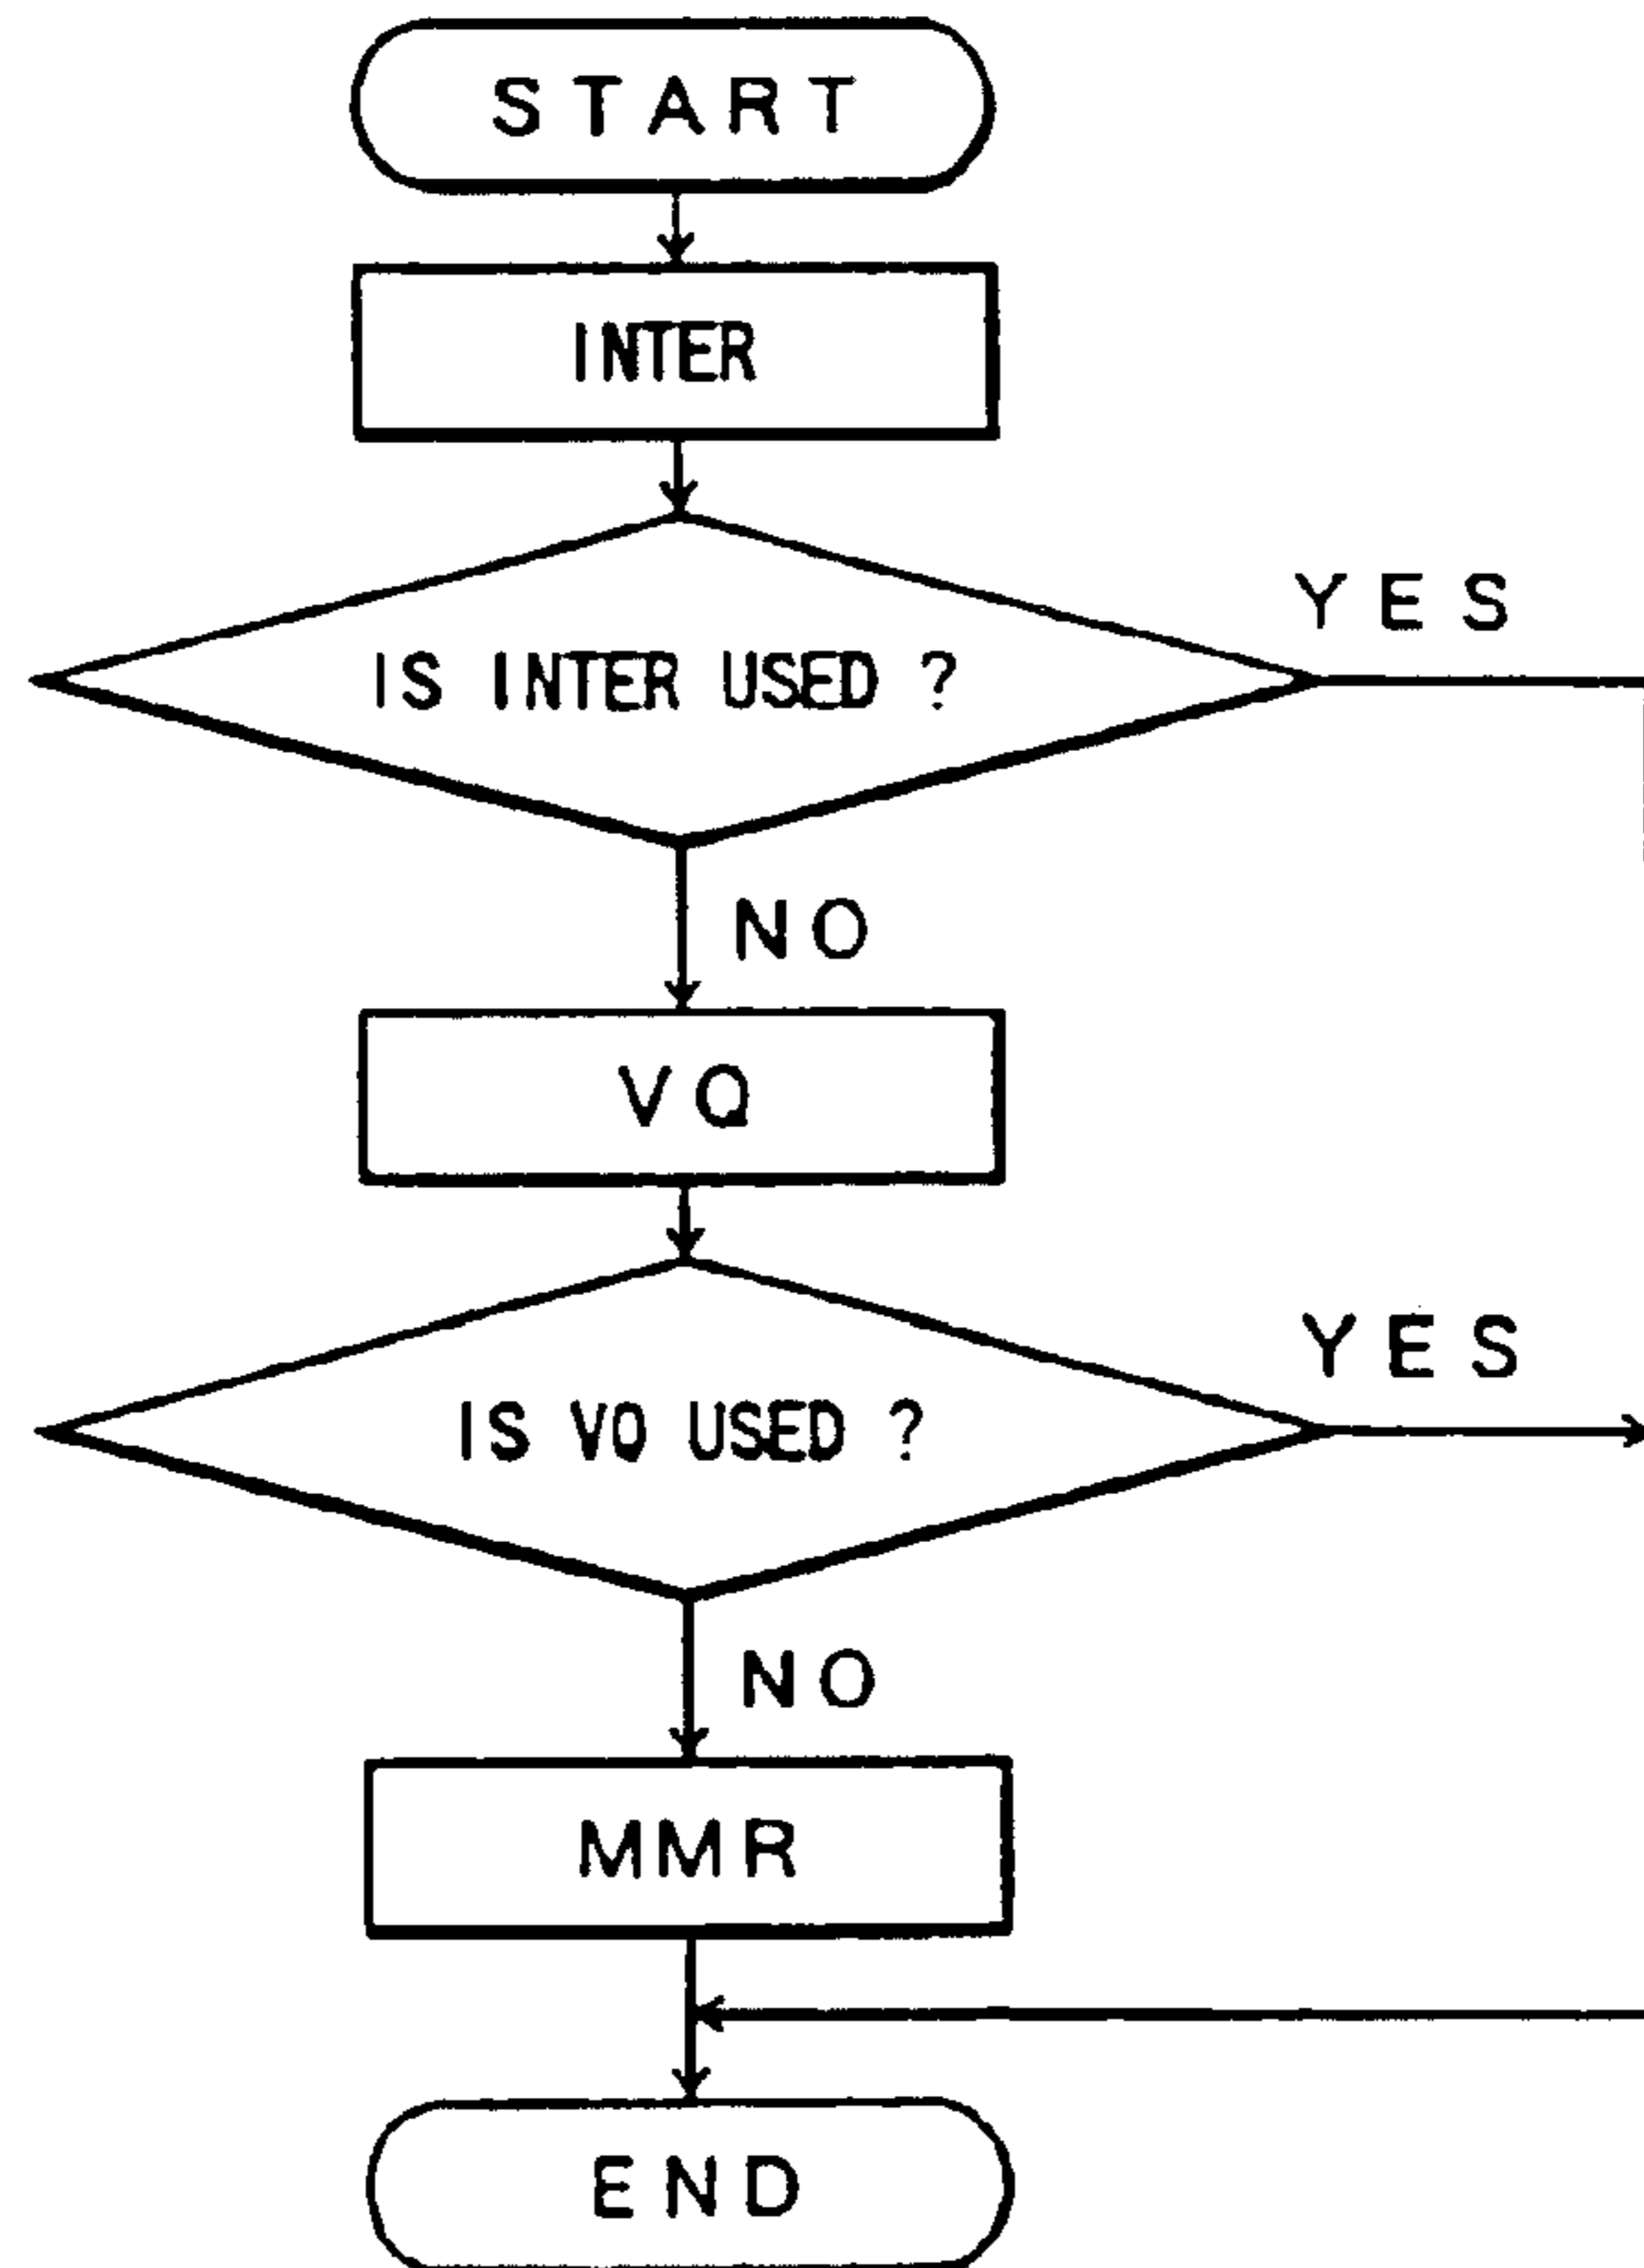 START
INTER
YES
IS INTER USED ?
NO
VQ
YES
IS VQ USED ?
NO
MMR
END